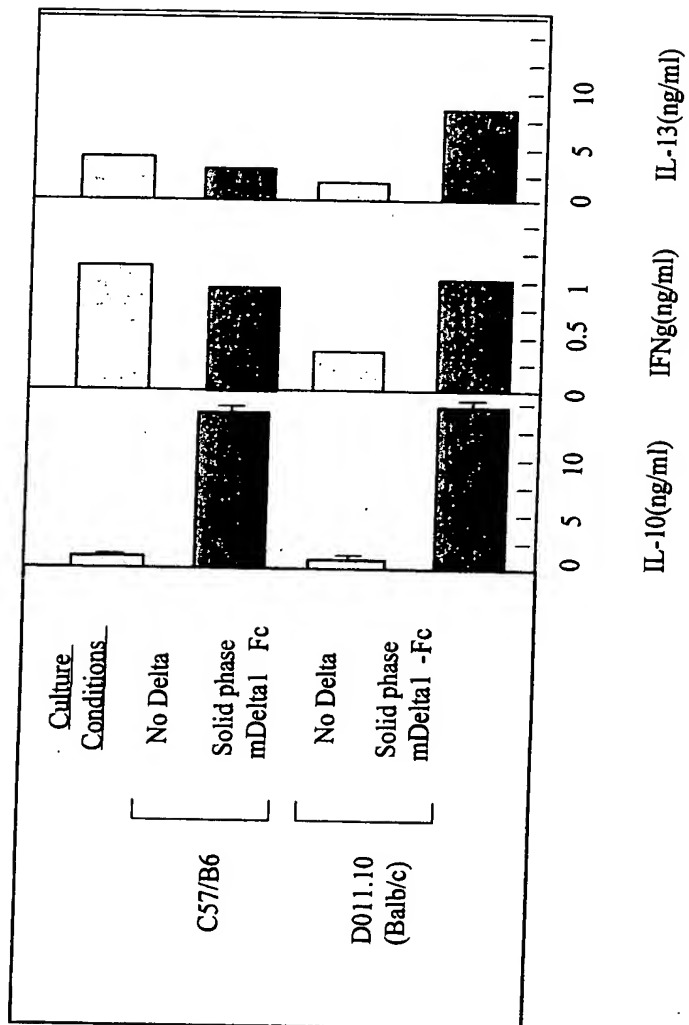 Culture
Conditions
No Delta
Solid phase
mDelta1 Fc
No Delta
Solid phase
mDelta1 -Fc
C57/B6
D011.10
(Balb/c)
0 5 10
IL-10(ng/ml)
0 0.5 1
IFNg(ng/ml)
0 5 10
IL-13(ng/ml)